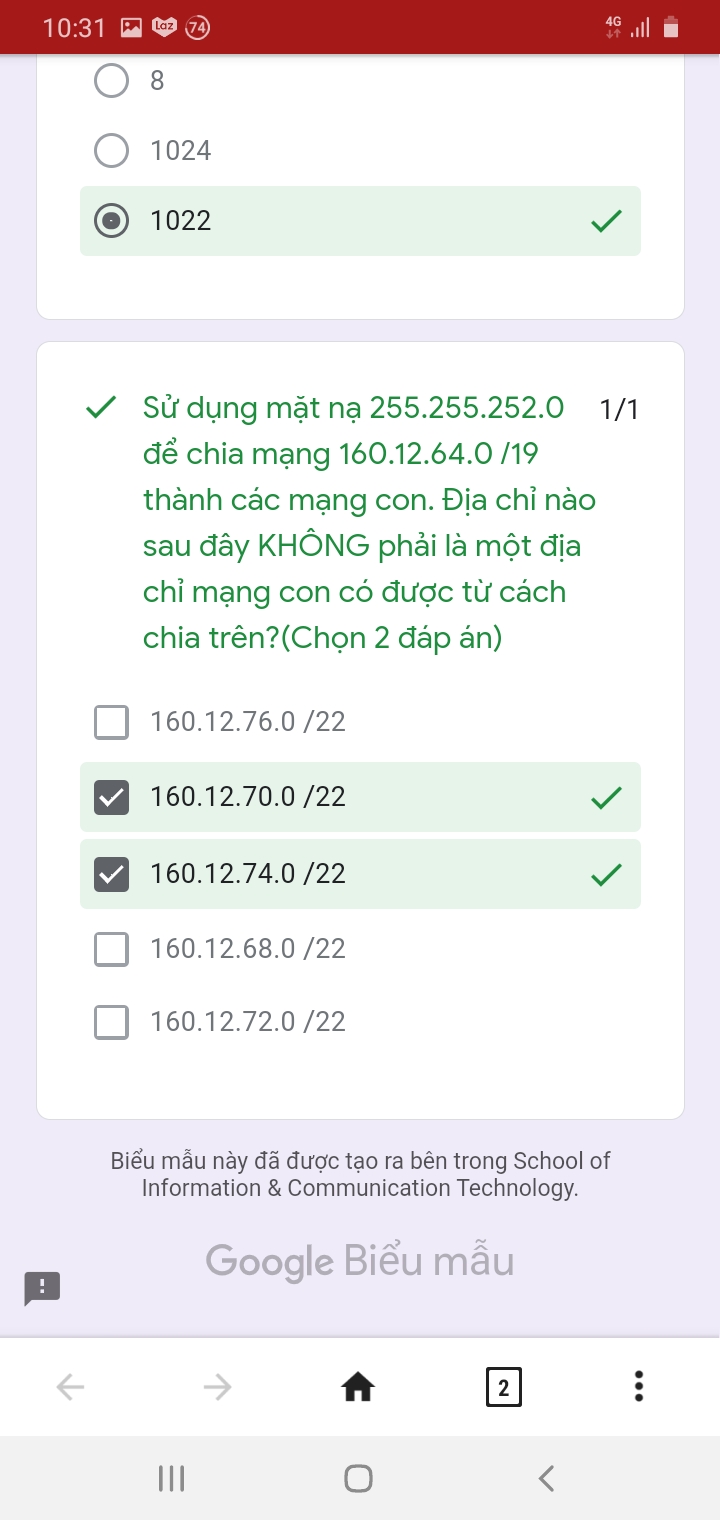 10:31 Laz 74 4G
8
1024
1022
Sử dụng mặt nạ 255.255.252.0 1/1
để chia mạng 160.12.64.0 /19
thành các mạng con. Địa chỉ nào
sau đây KHÔNG phải là một địa
chỉ mạng con có được từ cách
chia trên?(Chọn 2 đáp án)
160.12.76.0 /22
160.12.70.0 /22
160.12.74.0 /22
160.12.68.0 /22
160.12.72.0 /22
Biểu mẫu này đã được tạo ra bên trong School of
Information & Communication Technology.
Google Biểu mẫu
2